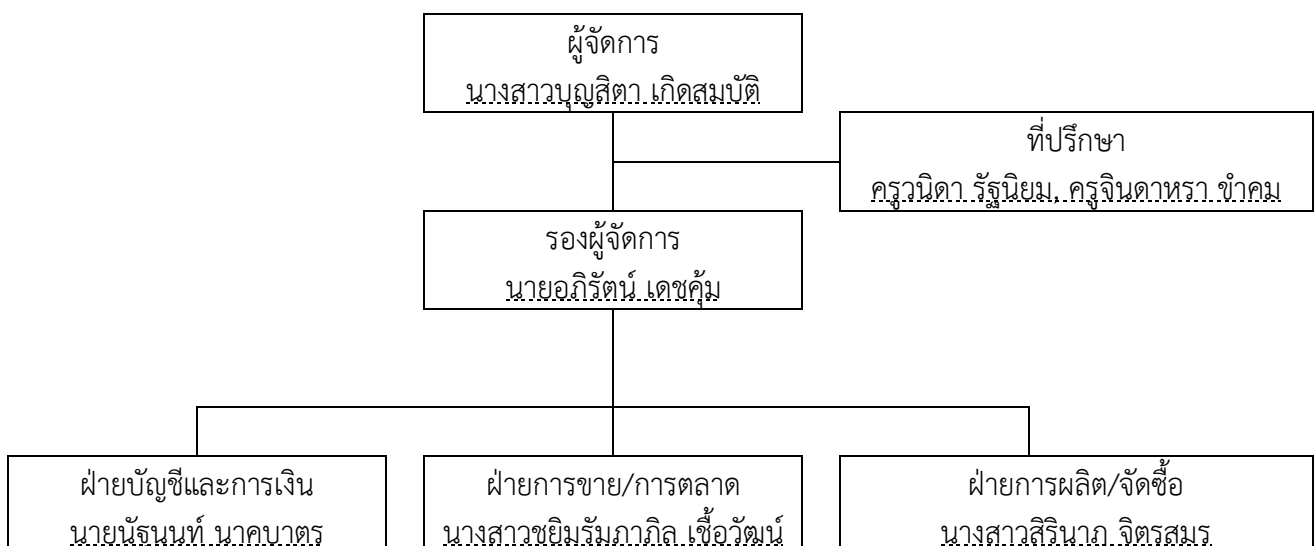 ผู้จัดการ
นางสาวบุญสิตา เกิดสมบัติ
ที่ปรึกษา
ครูวนิดา รัฐนิยม, ครูจินดาหรา ขำคม
รองผู้จัดการ
นายอภิรัตน์ เดชคุ้ม
ฝ่ายบัญชีและการเงิน
นายนัธนนท์ นาคบาตร
ฝ่ายการขาย/การตลาด
นางสาวชยิมรัมภาภิล เชื้อวัฒน์
ฝ่ายการผลิต/จัดซื้อ
นางสาวสิรินาภ จิตรสมร